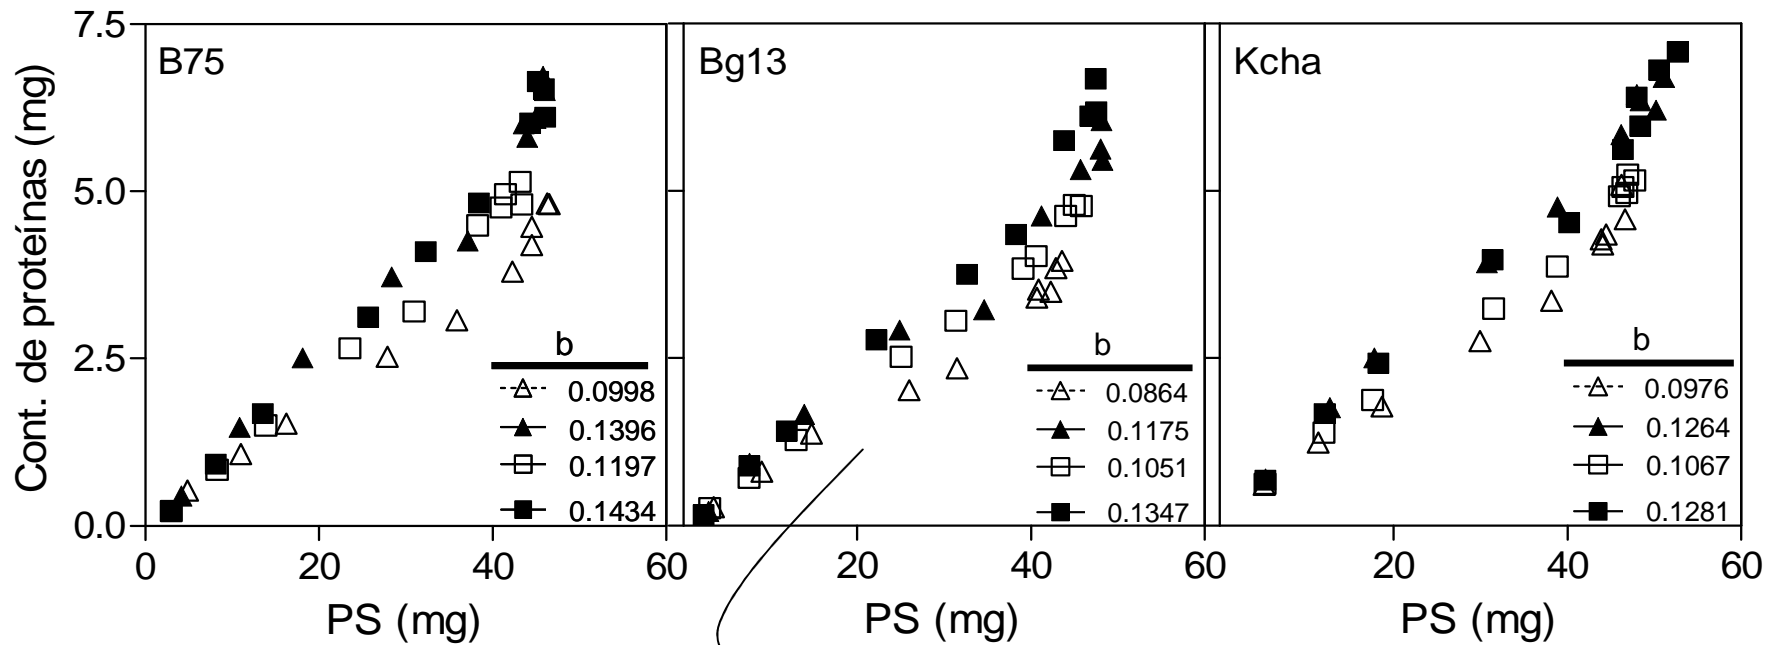 Cont. de proteínas (mg)
7.5
5.0
2.5
0.0
B75
b
0.0998
0.1396
0.1197
0.1434
0
20
40
60
PS (mg)
Bg13
b
0.0864
0.1175
0.1051
0.1347
20
40
60
PS (mg)
Kcha
b
0.0976
0.1264
0.1067
0.1281
20
40
60
PS (mg)